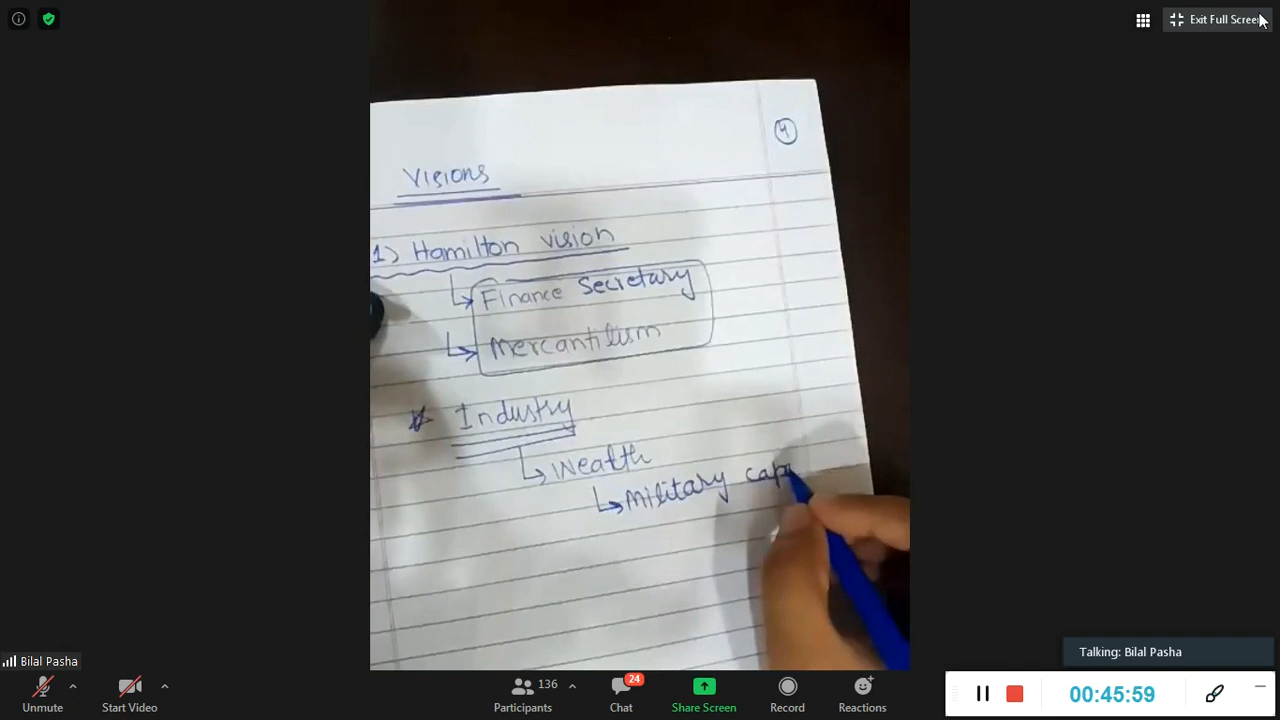 Exit Full Screen
4
Visions
1) Hamilton vision
Finance Secretary
Mercantilism
Industry
Wealth
Military capa
Talking: Bilal Pasha
Bilal Pasha
136
24
00:45:59
Unmute
Start Video
Participants
Chat
Share Screen
Record
Reactions